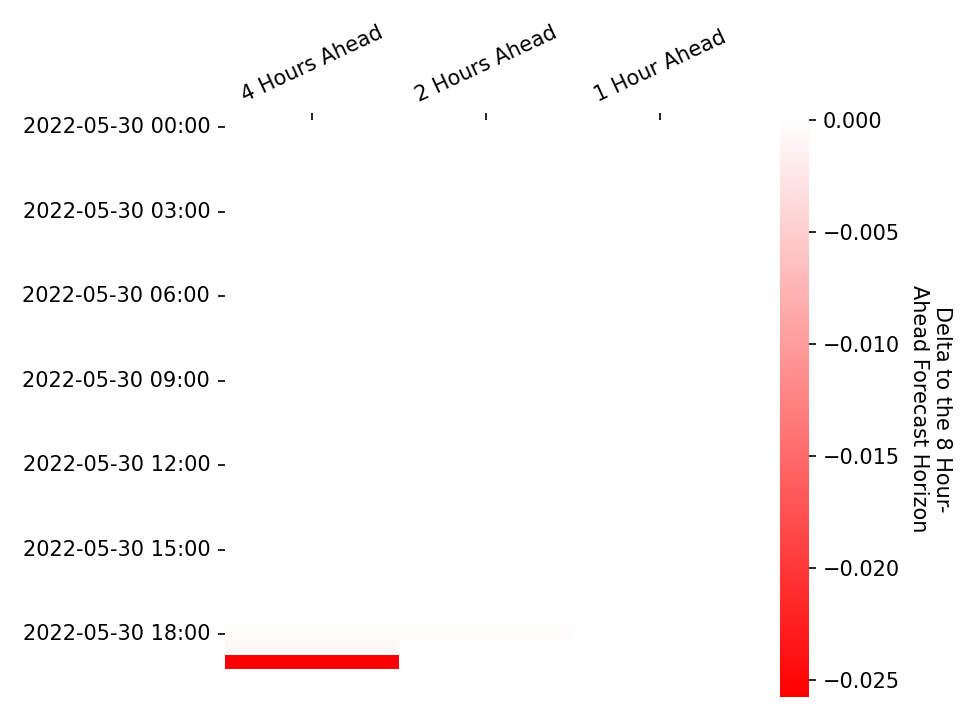 4 Hours Ahead
2 Hours Ahead
1 Hour Ahead
2022-05-30 00:00
2022-05-30 03:00
2022-05-30 06:00
2022-05-30 09:00
2022-05-30 12:00
2022-05-30 15:00
2022-05-30 18:00
0.000
−0.005
−0.010
−0.015
−0.020
−0.025
Delta to the 8 Hour-
Ahead Forecast Horizon